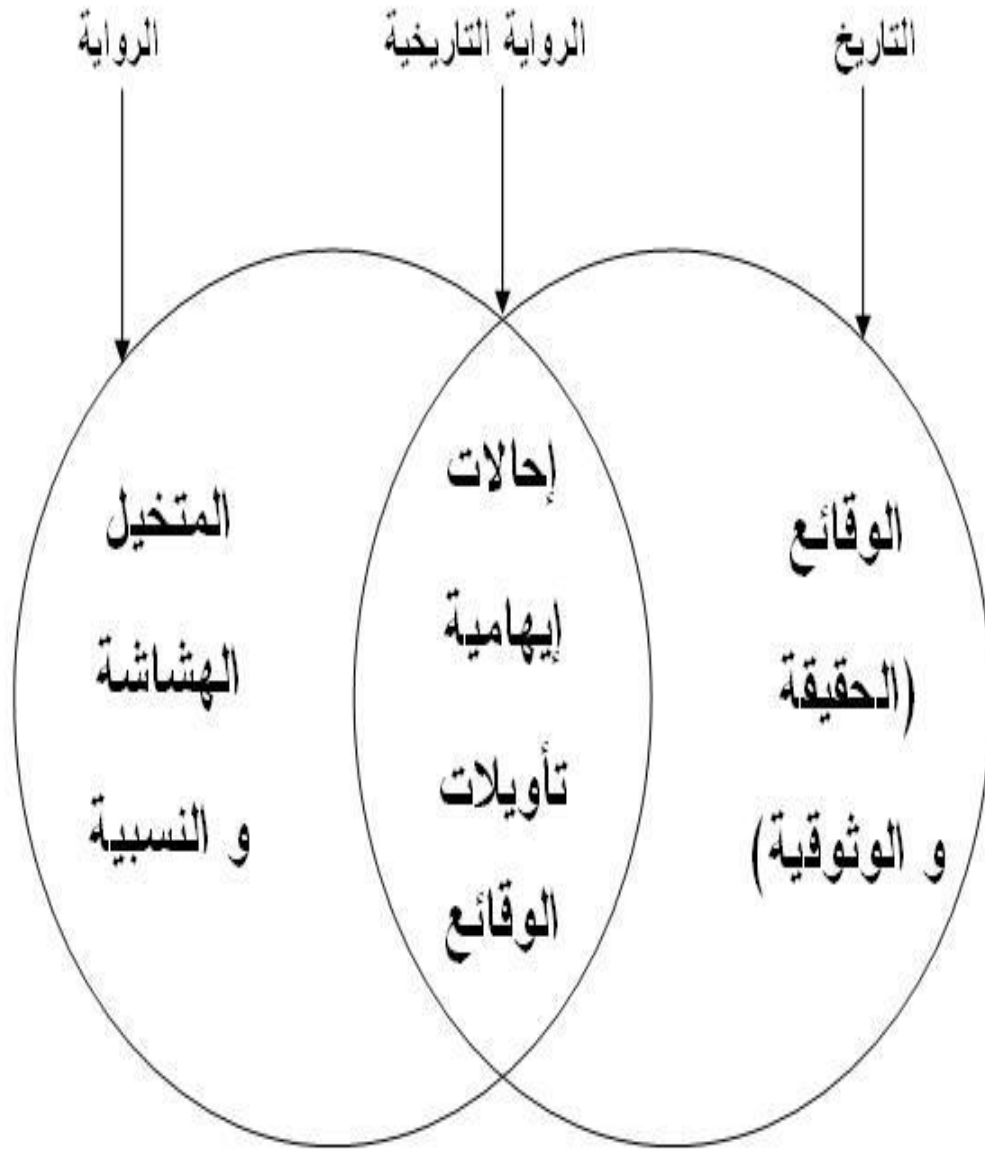 التاريخ
الرواية التاريخية
الرواية
الوقائع
(الحقيقة
و الوثوقية)
إحالات
إيهامية
تأويلات
الوقائع
المتخيل
الهشاشة
و النسبية